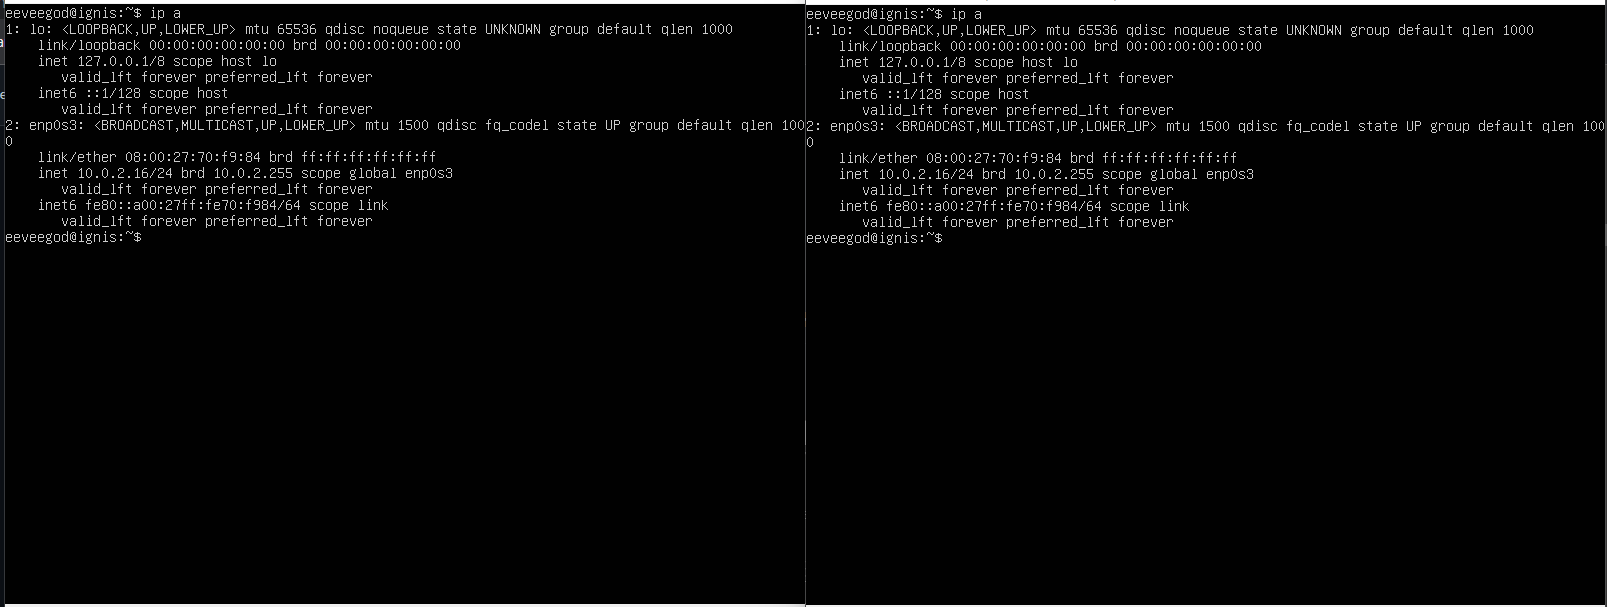 eeveegod@ignis:~$ ip a
1: lo: <LOOPBACK,UP,LOWER_UP> mtu 65536 qdisc noqueue state UNKNOWN group default qlen 1000
link/loopback 00:00:00:00:00:00 brd 00:00:00:00:00:00
inet 127.0.0.1/8 scope host lo
valid_lft forever preferred_lft forever
inet6 ::1/128 scope host
valid_lft forever preferred_lft forever
2: enp0s3: <BROADCAST,MULTICAST,UP,LOWER_UP> mtu 1500 qdisc fq_codel state UP group default qlen 100
0
link/ether 08:00:27:70:f9:84 brd ff:ff:ff:ff:ff:ff
inet 10.0.2.16/24 brd 10.0.2.255 scope global enp0s3
valid_lft forever preferred_lft forever
inet6 fe80::a00:27ff:fe70:f984/64 scope link
valid_lft forever preferred_lft forever
eeveegod@ignis:~$
eeveegod@ignis:~$ ip a
1: lo: <LOOPBACK,UP,LOWER_UP> mtu 65536 qdisc noqueue state UNKNOWN group default qlen 1000
link/loopback 00:00:00:00:00:00 brd 00:00:00:00:00:00
inet 127.0.0.1/8 scope host lo
valid_lft forever preferred_lft forever
inet6 ::1/128 scope host
valid_lft forever preferred_lft forever
2: enp0s3: <BROADCAST,MULTICAST,UP,LOWER_UP> mtu 1500 qdisc fq_codel state UP group default qlen 100
0
link/ether 08:00:27:70:f9:84 brd ff:ff:ff:ff:ff:ff
inet 10.0.2.16/24 brd 10.0.2.255 scope global enp0s3
valid_lft forever preferred_lft forever
inet6 fe80::a00:27ff:fe70:f984/64 scope link
valid_lft forever preferred_lft forever
eeveegod@ignis:~$